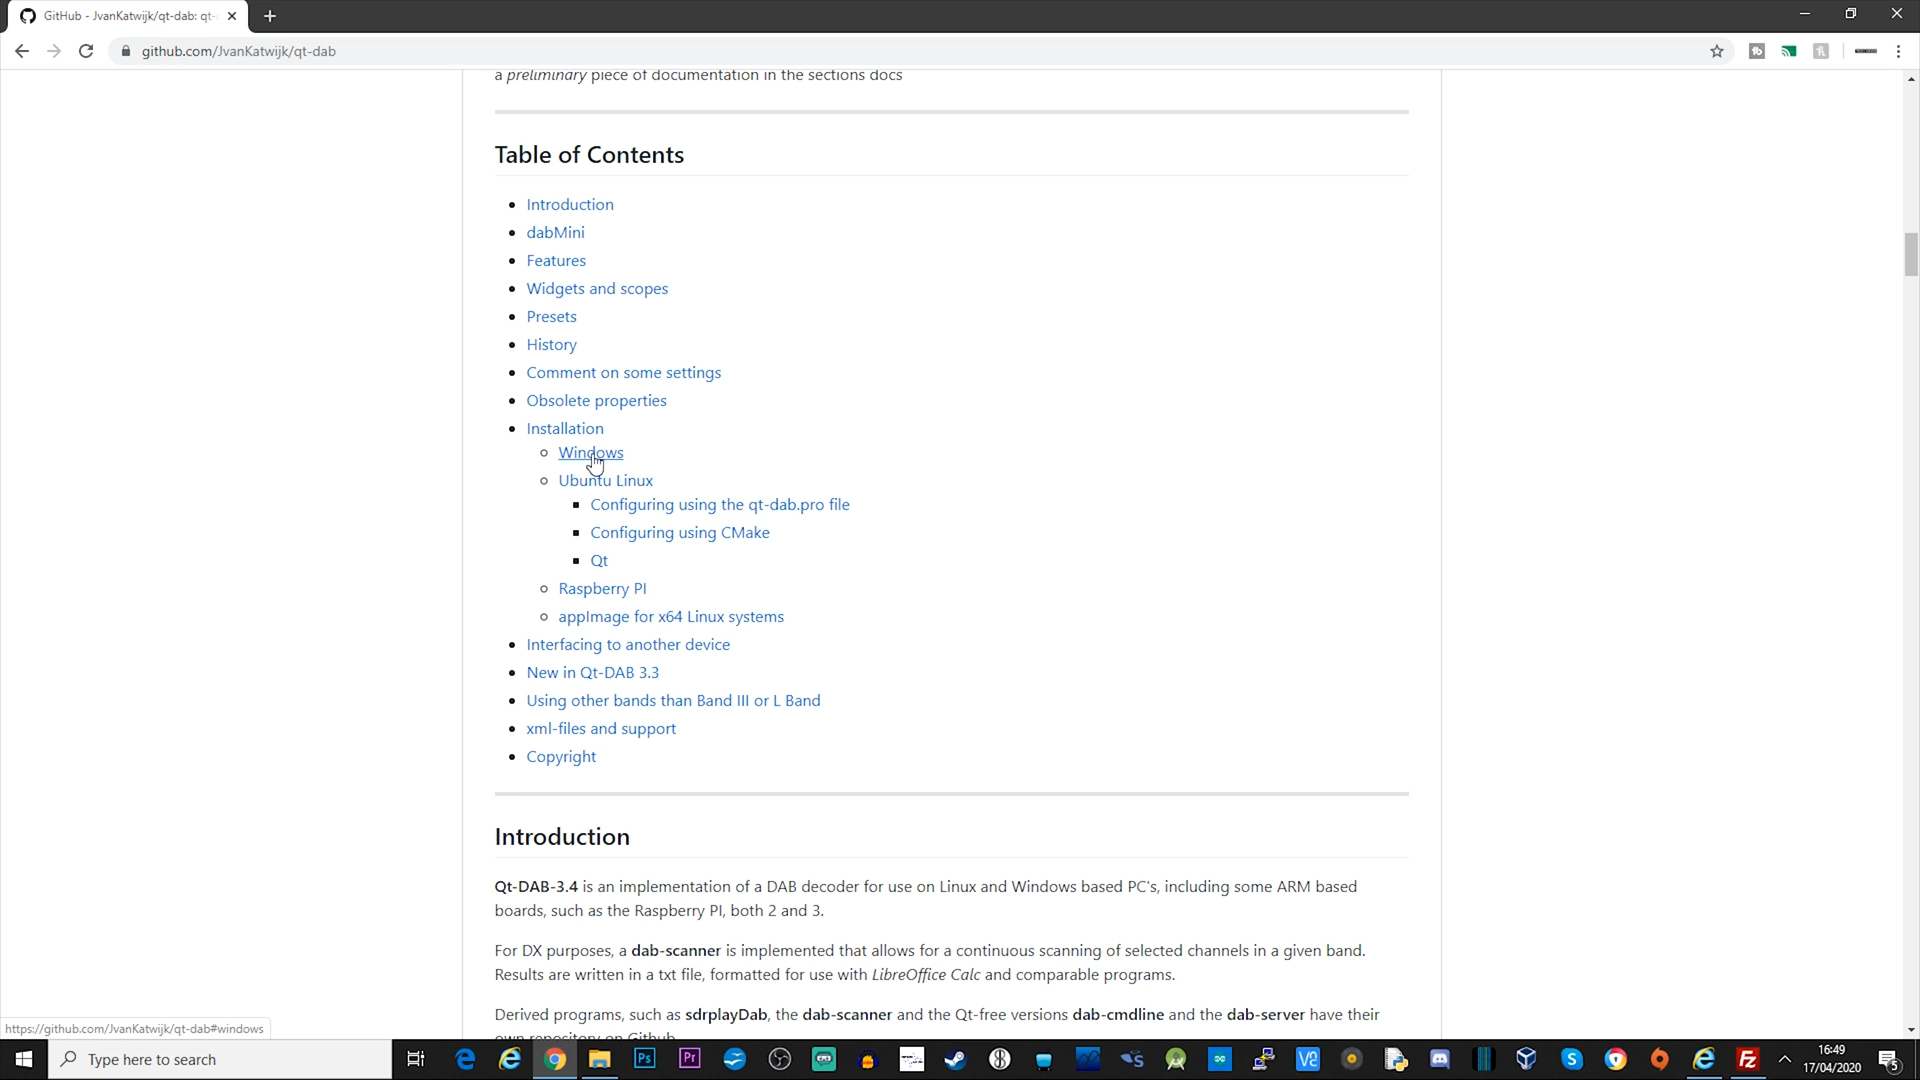 GitHub - JvanKatwijk/qt-dab: qt-
github.com/JvanKatwijk/qt-dab
a preliminary piece of documentation in the sections docs
Table of Contents
Introduction
dabMini
Features
Widgets and scopes
Presets
History
Comment on some settings
Obsolete properties
Installation
Windows
Ubuntu Linux
Configuring using the qt-dab.pro file
Configuring using CMake
Qt
Raspberry PI
appImage for x64 Linux systems
Interfacing to another device
New in Qt-DAB 3.3
Using other bands than Band III or L Band
xml-files and support
Copyright
Introduction
Qt-DAB-3.4 is an implementation of a DAB decoder for use on Linux and Windows based PC's, including some ARM based
boards, such as the Raspberry PI, both 2 and 3.
For DX purposes, a dab-scanner is implemented that allows for a continuous scanning of selected channels in a given band.
Results are written in a txt file, formatted for use with LibreOffice Calc and comparable programs.
Derived programs, such as sdrplayDab, the dab-scanner and the Qt-free versions dab-cmdline and the dab-server have their
own repository on Github
https://github.com/JvanKatwijk/qt-dab#windows
Type here to search
Ps
Pr
16:49
17/04/2020
5